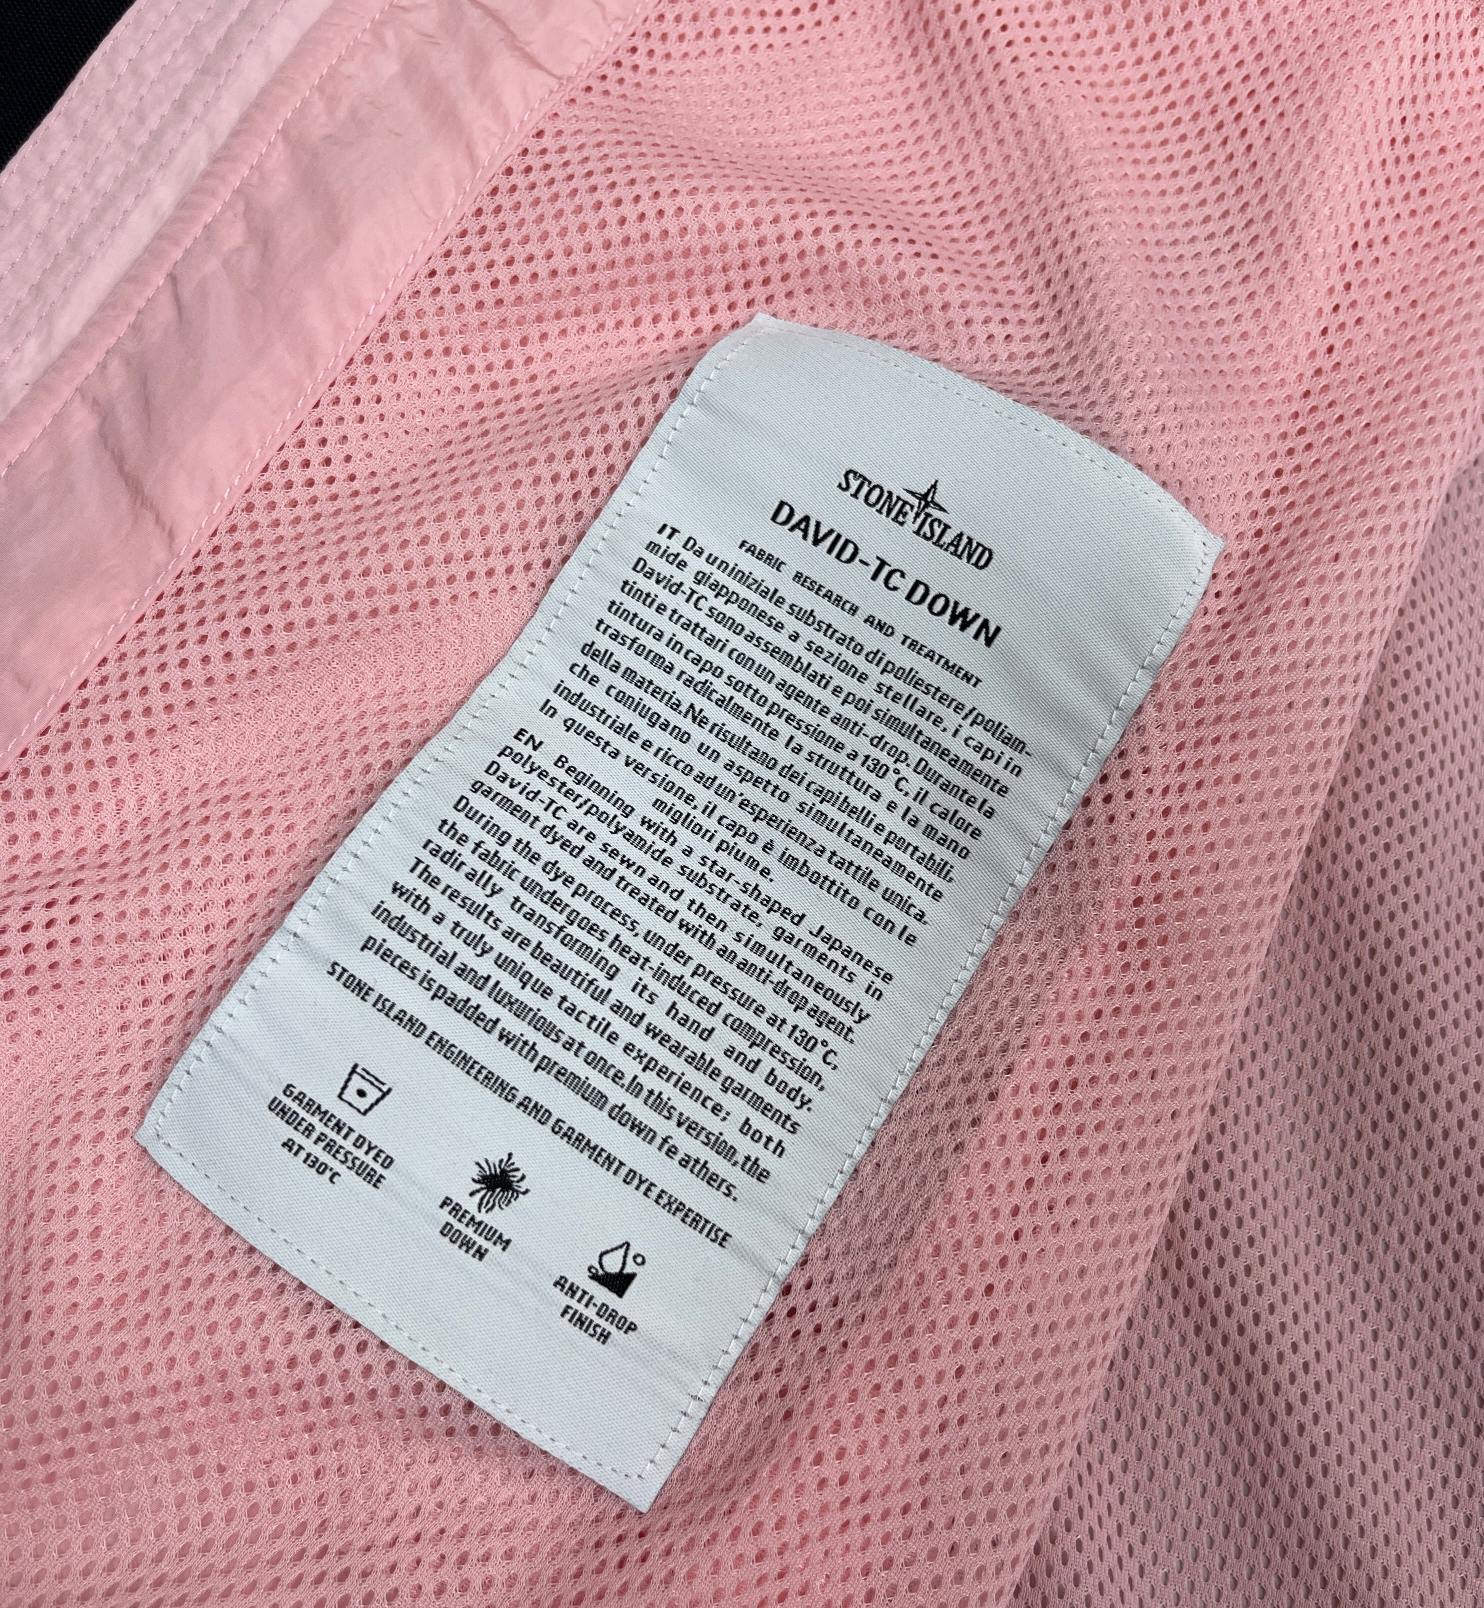 STONE ISLAND
DAVID-TC DOWN
FABRIC RESEARCH AND TREATMENT
IT Da un iniziale substrato di poliestere/poliam-
mide giapponese a sezione stellare, i capi in
David-TC sono assemblati e poi simultaneamente
tinti e trattari con un agente anti-drop. Durante la
tintura in capo sotto pressione a 130°C, il calore
trasforma radicalmente la struttura e la mano
della materia.Ne risultano dei capi belli e portabili,
che coniugano un aspetto simultaneamente
industriale e ricco ad un'esperienza tattile unica.
In questa versione, il capo è imbottito con le
migliori piume.
EN Beginning with a star-shaped Japanese
polyester/polyamide substrate, garments in
David-TC are sewn and then simultaneously
garment dyed and treated with an anti-drop agent.
During the dye process, under pressure at 130°C,
the fabric undergoes heat-induced compression,
radically transforming its hand and body.
The results are beautiful and wearable garments
with a truly unique tactile experience; both
industrial and luxurious at once.In this version, the
pieces is padded with premium down feathers.
STONE ISLAND ENGINEERING AND GARMENT DYE EXPERTISE
GARMENT DYED
UNDER PRESSURE
AT 130°C
PREMIUM
DOWN
ANTI-DROP
FINISH